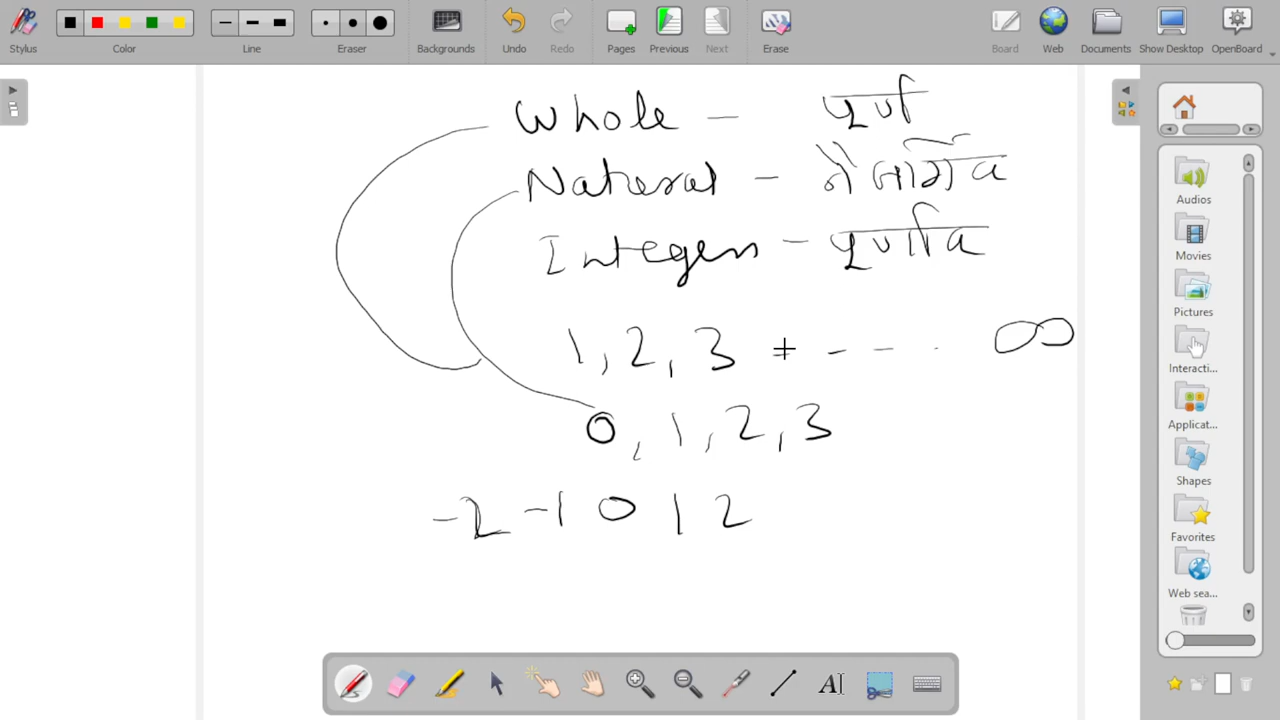 Stylus
Color
Line
Eraser
Backgrounds
Undo
Redo
Pages
Previous
Next
Erase
Board
Web
Documents
Show Desktop
OpenBoard
Whole - पूर्ण
Natural - नैसर्गिक
Integers - पूर्णांक
1, 2, 3 + - - - ∞
0, 1, 2, 3
-2 -1 0 1 2
Audios
Movies
Pictures
Interacti...
Applicat...
Shapes
Favorites
Web sea...